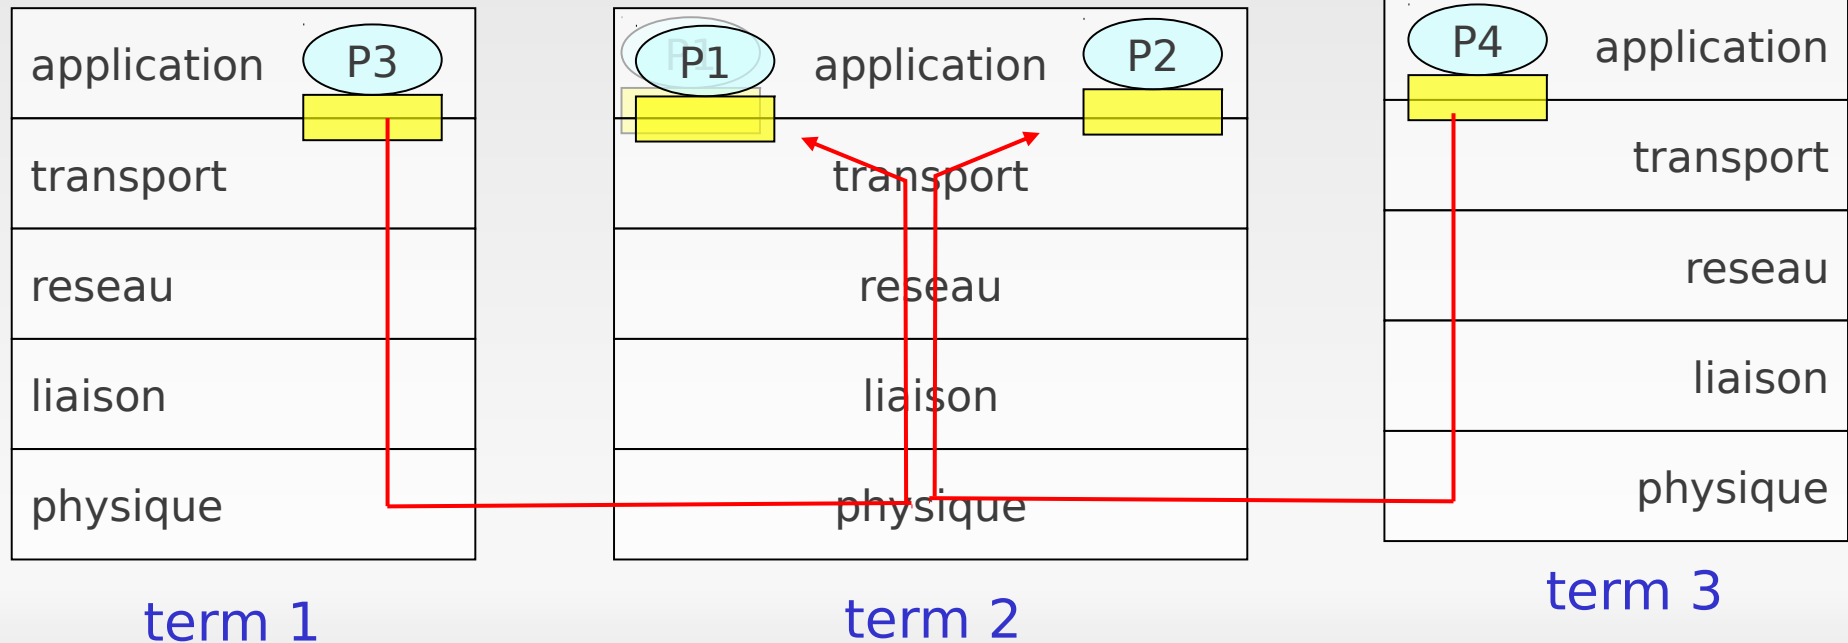 application P3
transport
reseau
liaison
physique
term 1
P1
P1 application P2
transport
reseau
liaison
physique
term 2
P4 application
transport
reseau
liaison
physique
term 3